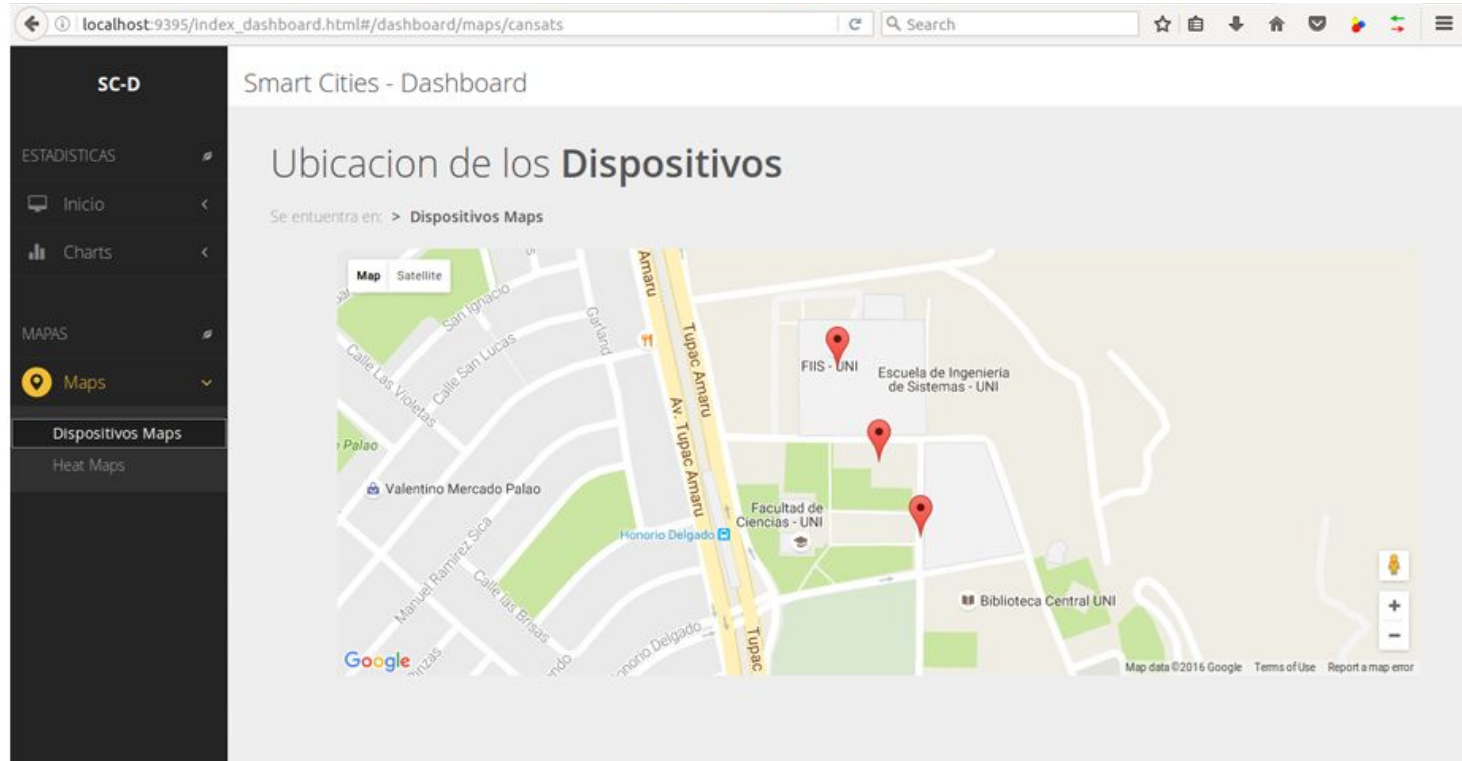 localhost:9395/index_dashboard.html#/dashboard/maps/cansats
Search
SC-D
Smart Cities - Dashboard
ESTADISTICAS
Inicio
Charts
MAPAS
Maps
Dispositivos Maps
Heat Maps
Ubicacion de los Dispositivos
Se entuentra en: > Dispositivos Maps
Map Satellite
San Ignacio
Calle San Lucas
Calle Las Violetas
Garland
Amaru
Tupac Amaru
Av. Tupac Amaru
FIIS - UNI
Escuela de Ingeniería
de Sistemas - UNI
Palao
Valentino Mercado Palao
Facultad de
Ciencias - UNI
Honorio Delgado
Manuel Ramirez Sica
Calle las Brisas
Honorio Delgado
Tupac
Biblioteca Central UNI
Google
Map data ©2016 Google Terms of Use Report a map error